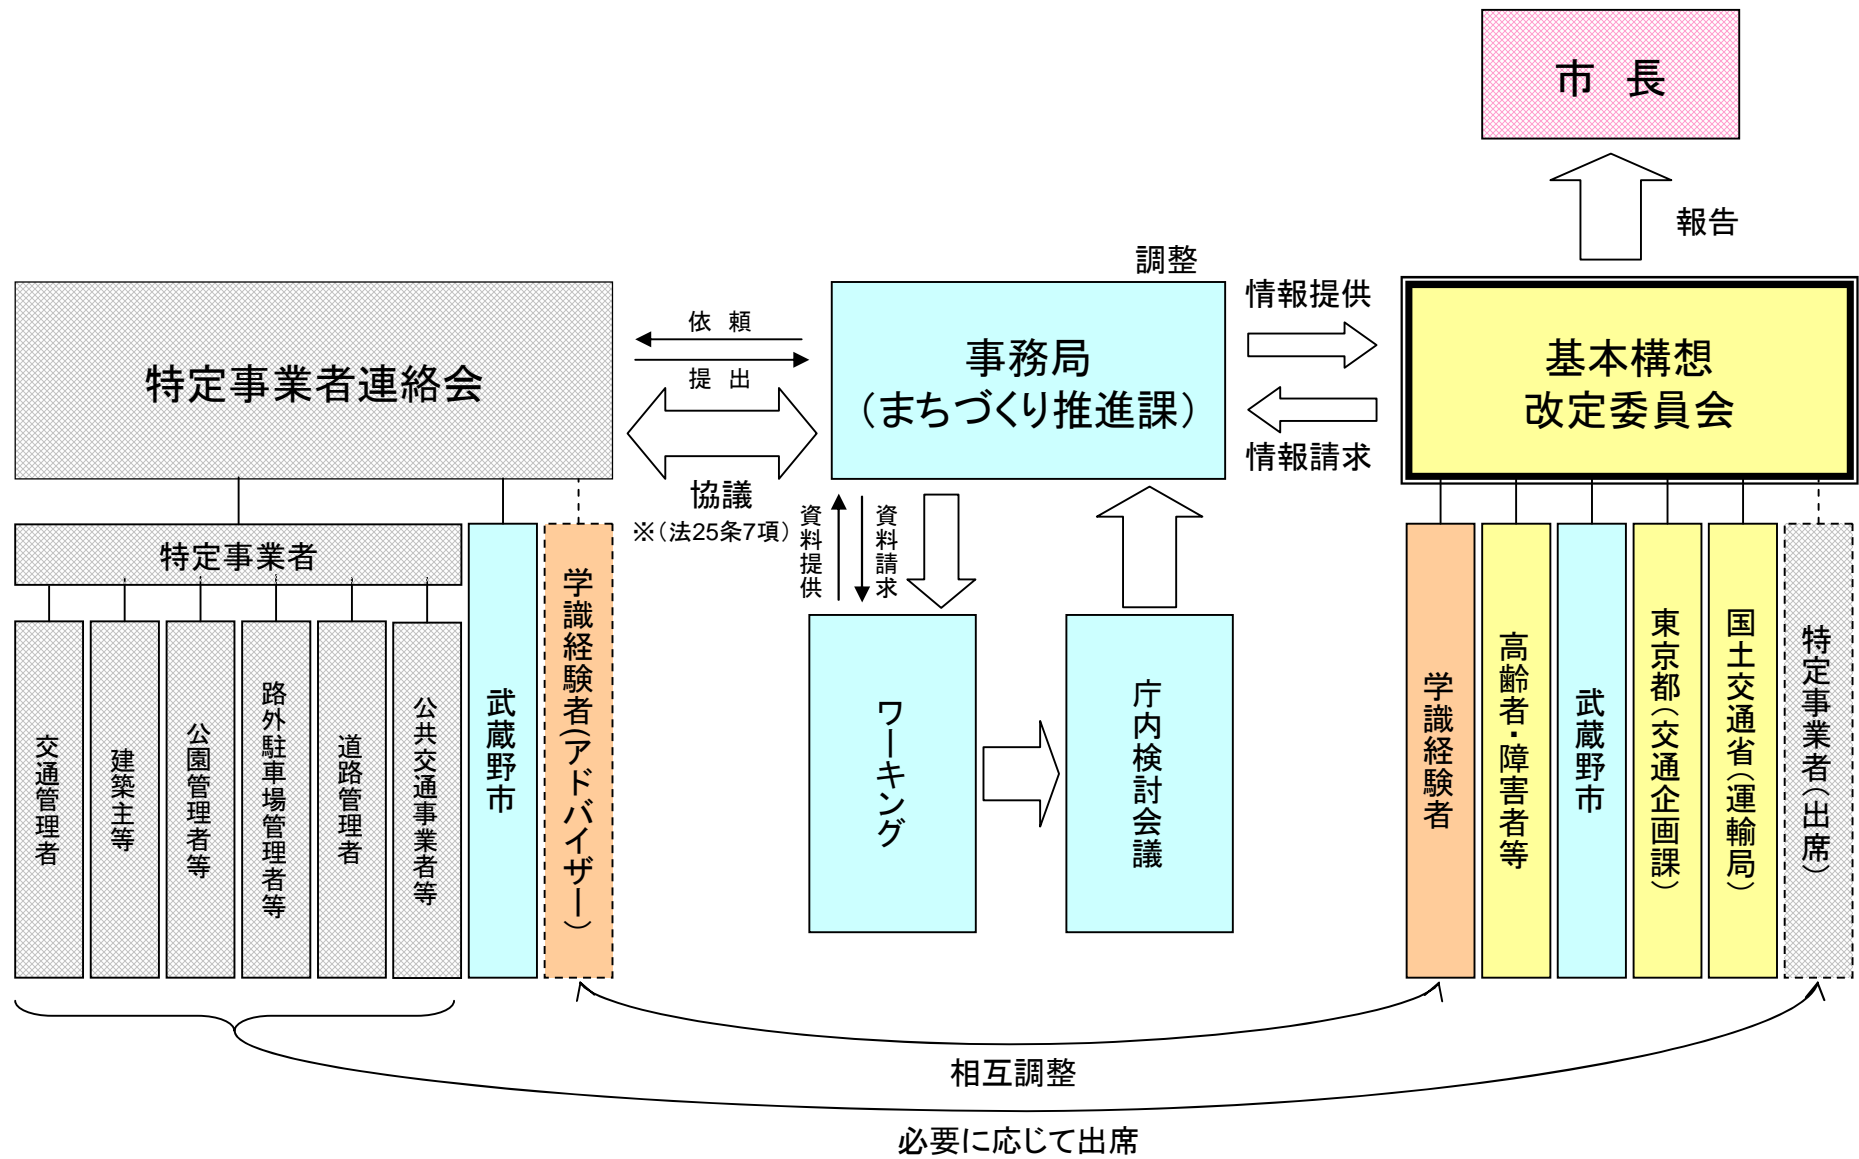 市　長
報告
調整
特定事業者連絡会
依　頼
提　出
協議
※（法25条7項）
事務局
（まちづくり推進課）
情報提供
情報請求
基本構想
改定委員会
資料提供
資料請求
特定事業者
交通管理者
建築主等
公園管理者等
路外駐車場管理者等
道路管理者
公共交通事業者等
武蔵野市
学識経験者(アドバイザー）
ワーキング
庁内検討会議
学識経験者
高齢者・障害者等
武蔵野市
東京都（交通企画課）
国土交通省（運輸局）
特定事業者（出席）
相互調整
必要に応じて出席